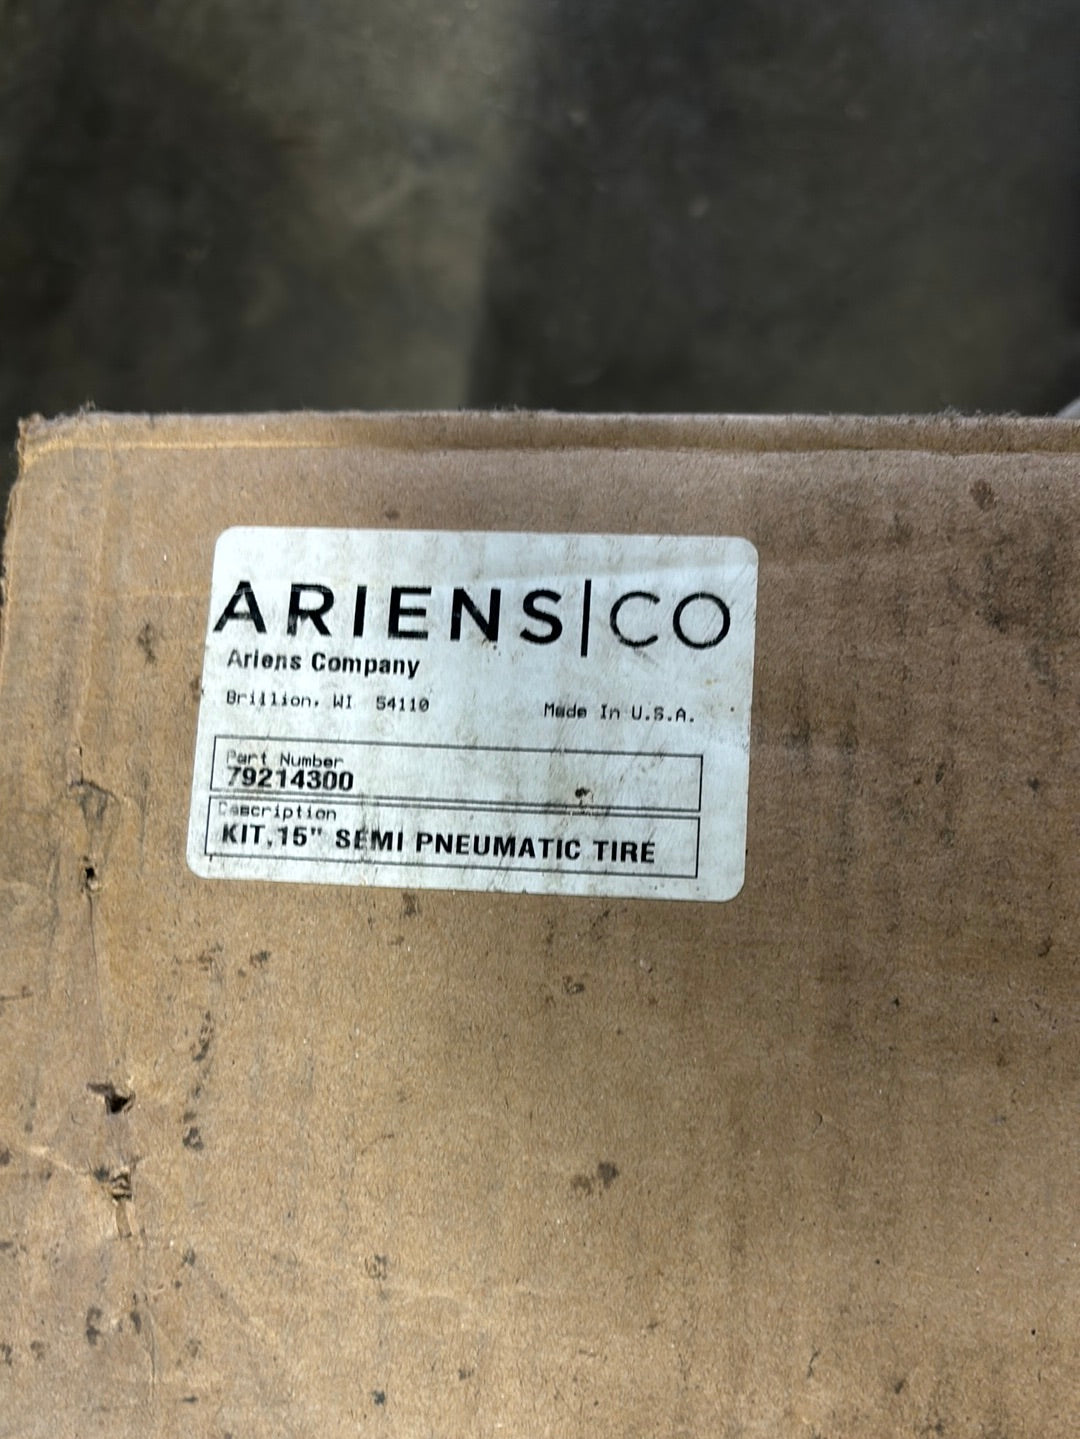 ARIENS|CO
Ariens Company
Brillion, WI 54110
Made In U.S.A.
Part Number
79214300
Description
KIT,15" SEMI PNEUMATIC TIRE